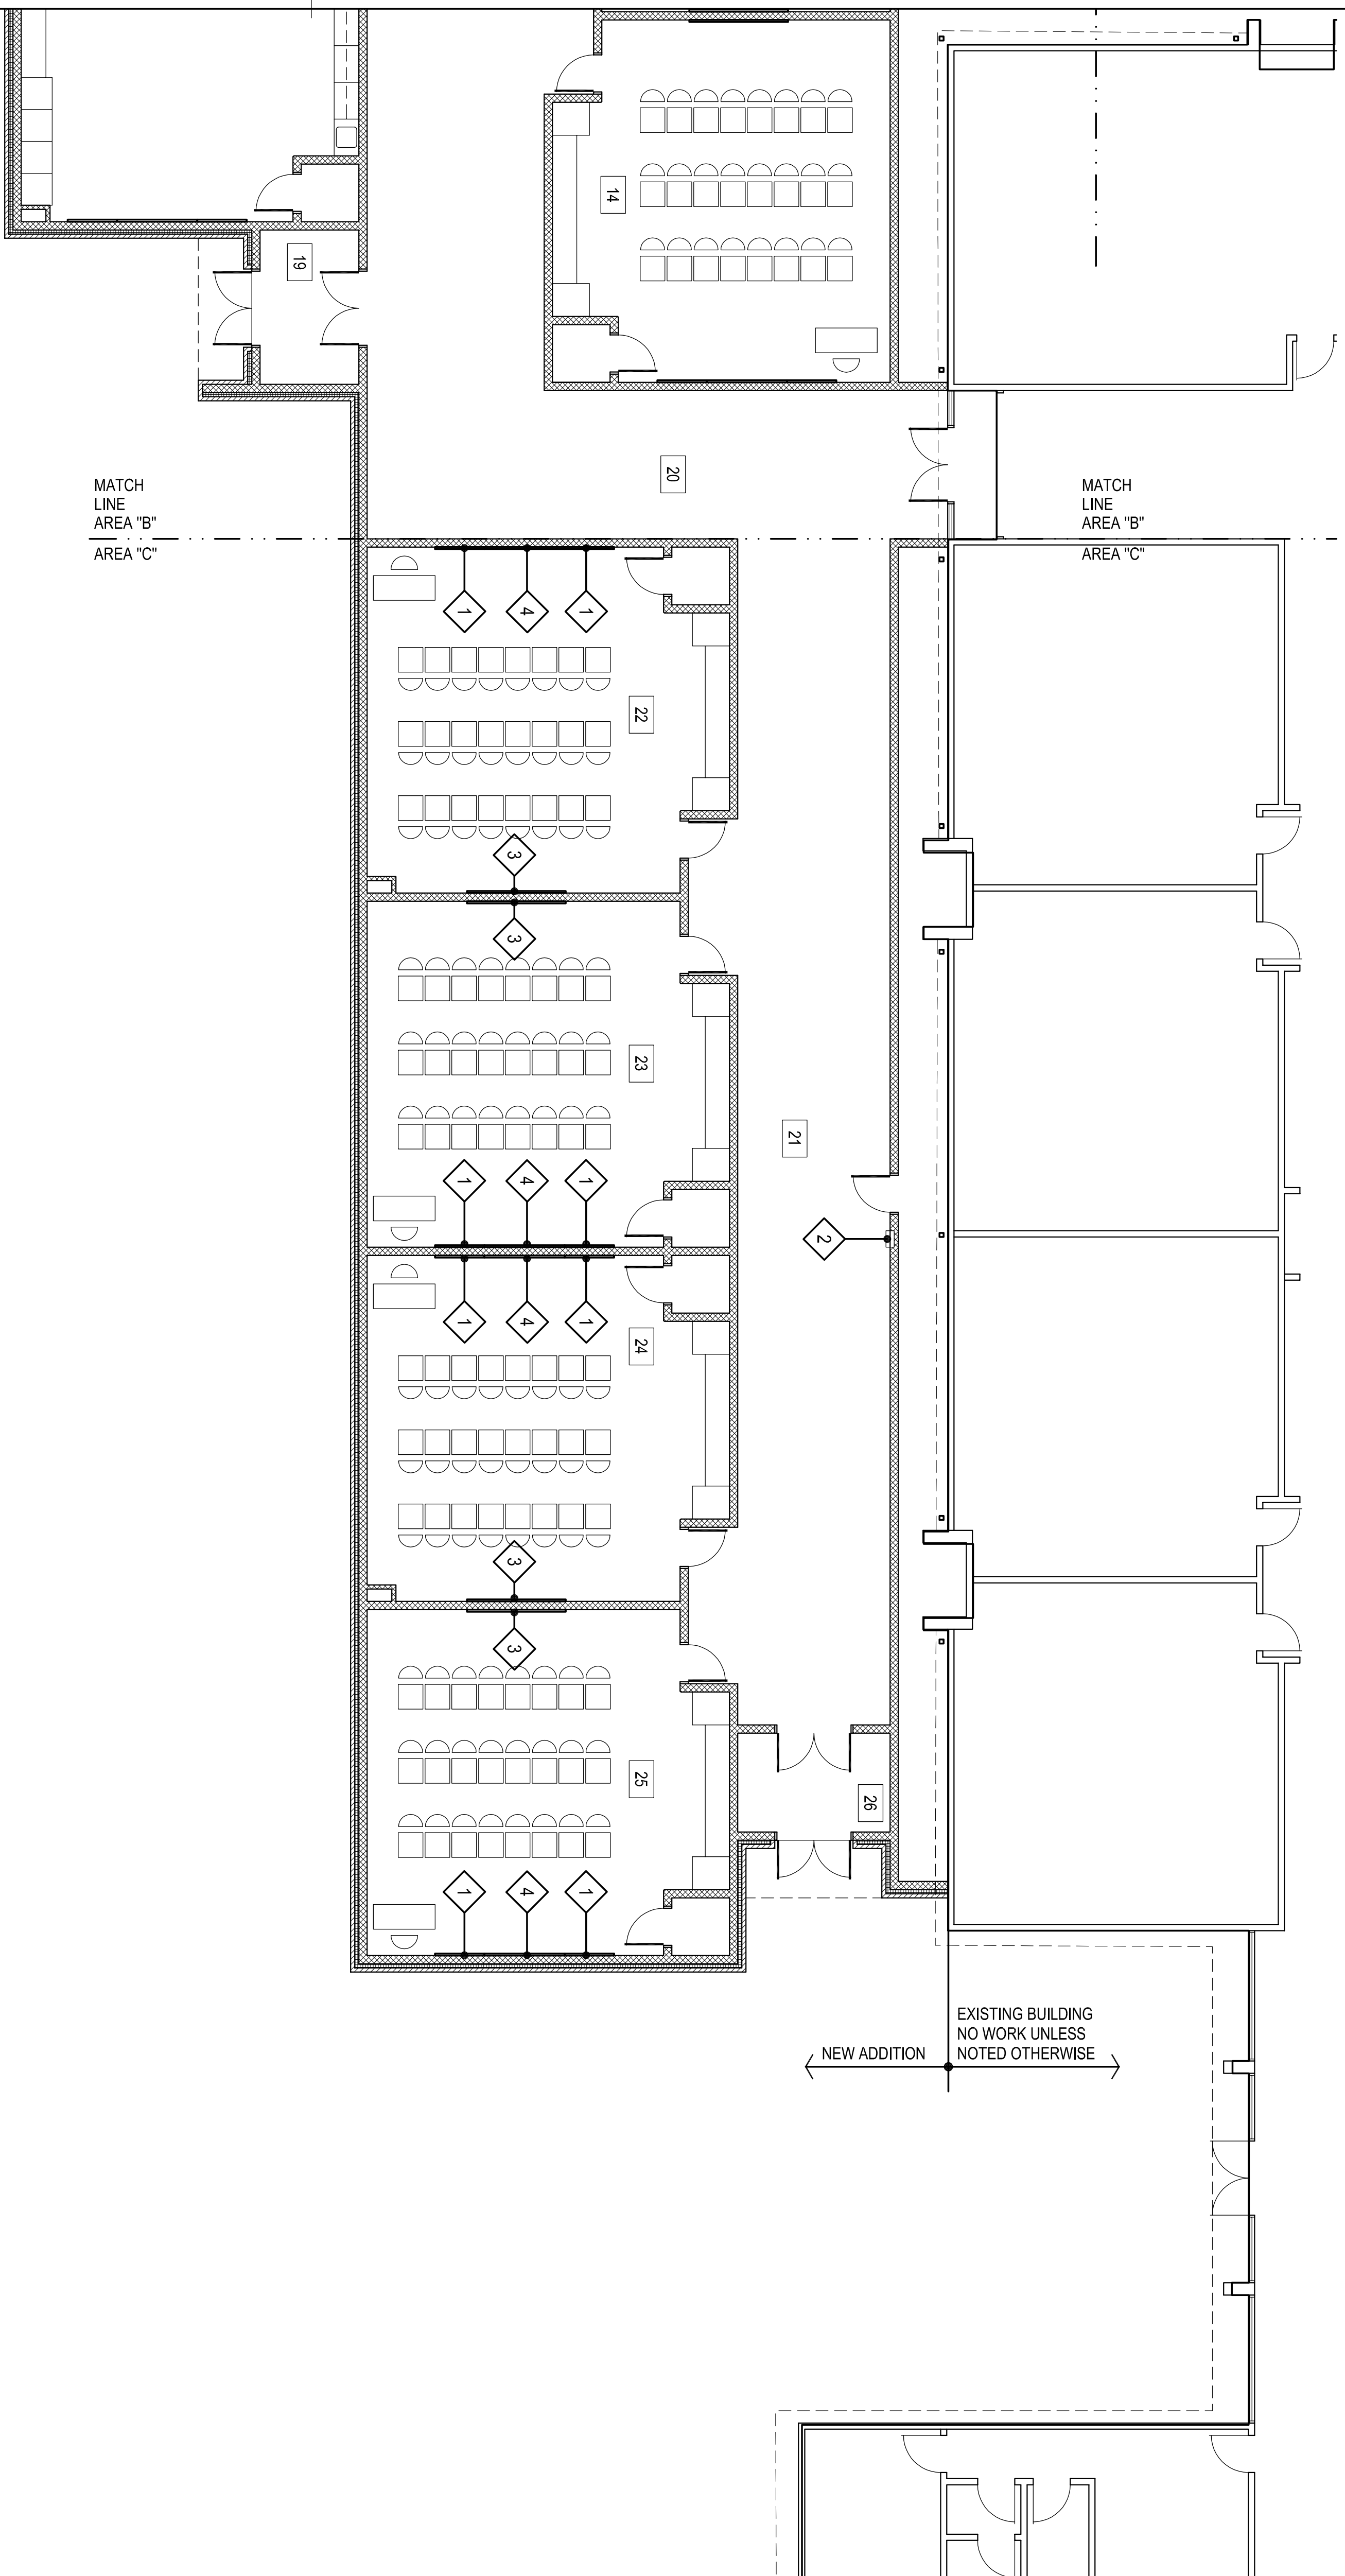 14
19
20
MATCH
LINE
AREA "B"
AREA "C"
MATCH
LINE
AREA "B"
AREA "C"
1
4
1
22
3
3
23
21
1
4
1
2
1
4
1
24
3
3
25
26
1
4
1
EXISTING BUILDING
NO WORK UNLESS
NOTED OTHERWISE
NEW ADDITION